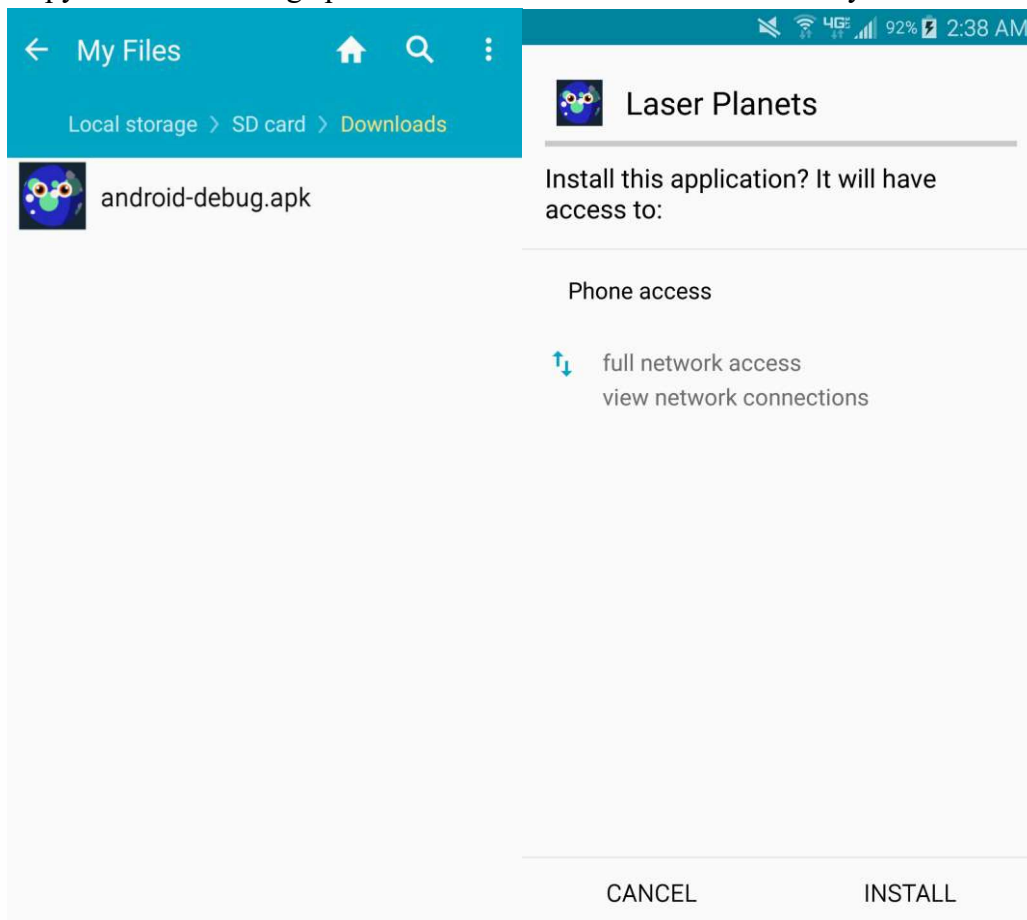 My Files
Local storage > SD card > Downloads
android-debug.apk
4G 92% 2:38 AM
Laser Planets
Install this application? It will have
access to:
Phone access
full network access
view network connections
CANCEL
INSTALL